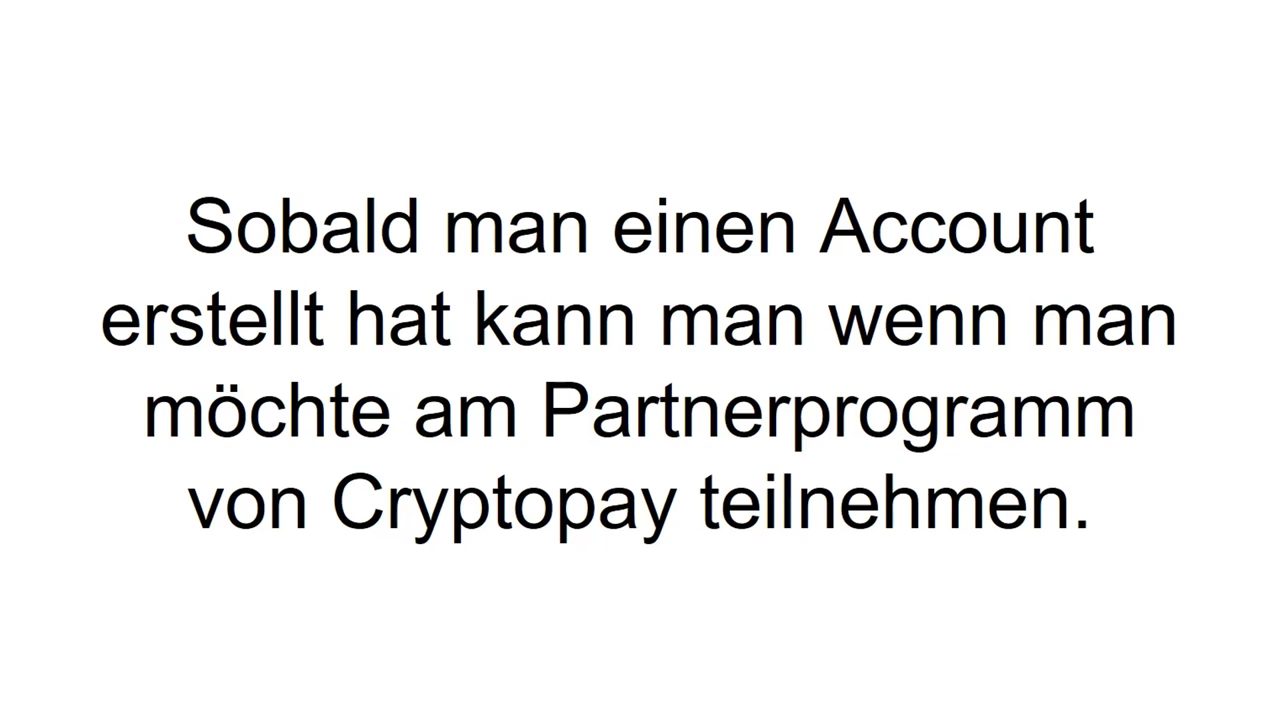 Sobald man einen Account
erstellt hat kann man wenn man
möchte am Partnerprogramm
von Cryptopay teilnehmen.